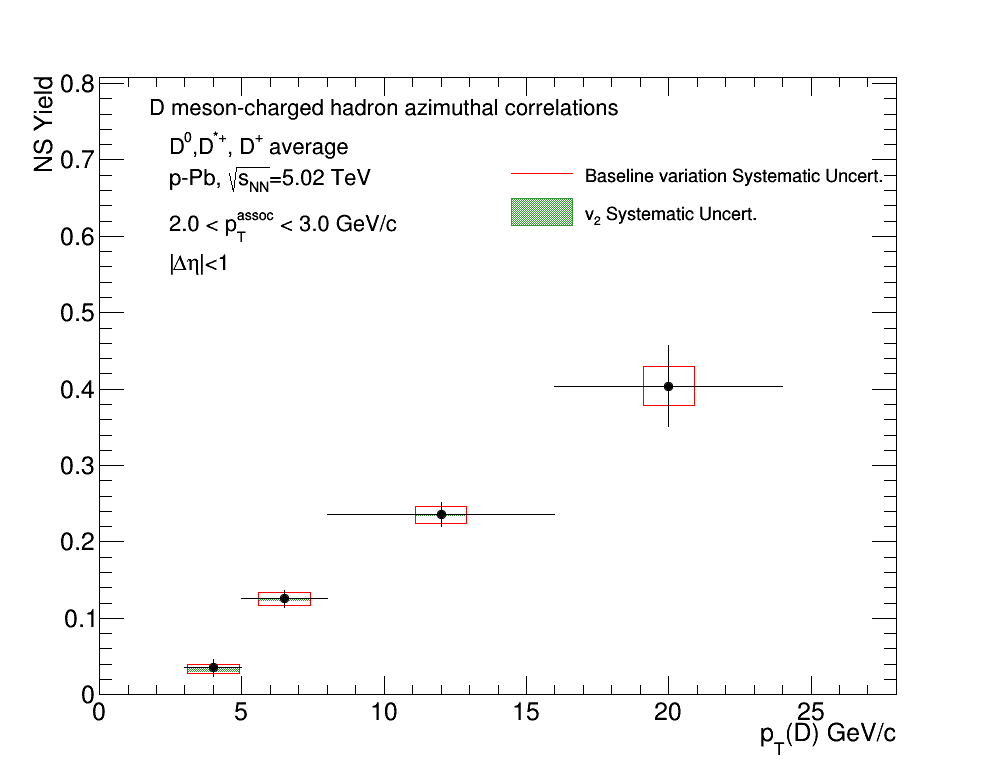 NS Yield
0.8
0.7
0.6
0.5
0.4
0.3
0.2
0.1
0
D meson-charged hadron azimuthal correlations
D⁰,D*⁺, D⁺ average
p-Pb, √s_NN=5.02 TeV
2.0 < p_T^assoc < 3.0 GeV/c
|Δη|<1
Baseline variation Systematic Uncert.
v₂ Systematic Uncert.
0 5 10 15 20 25
p_T(D) GeV/c